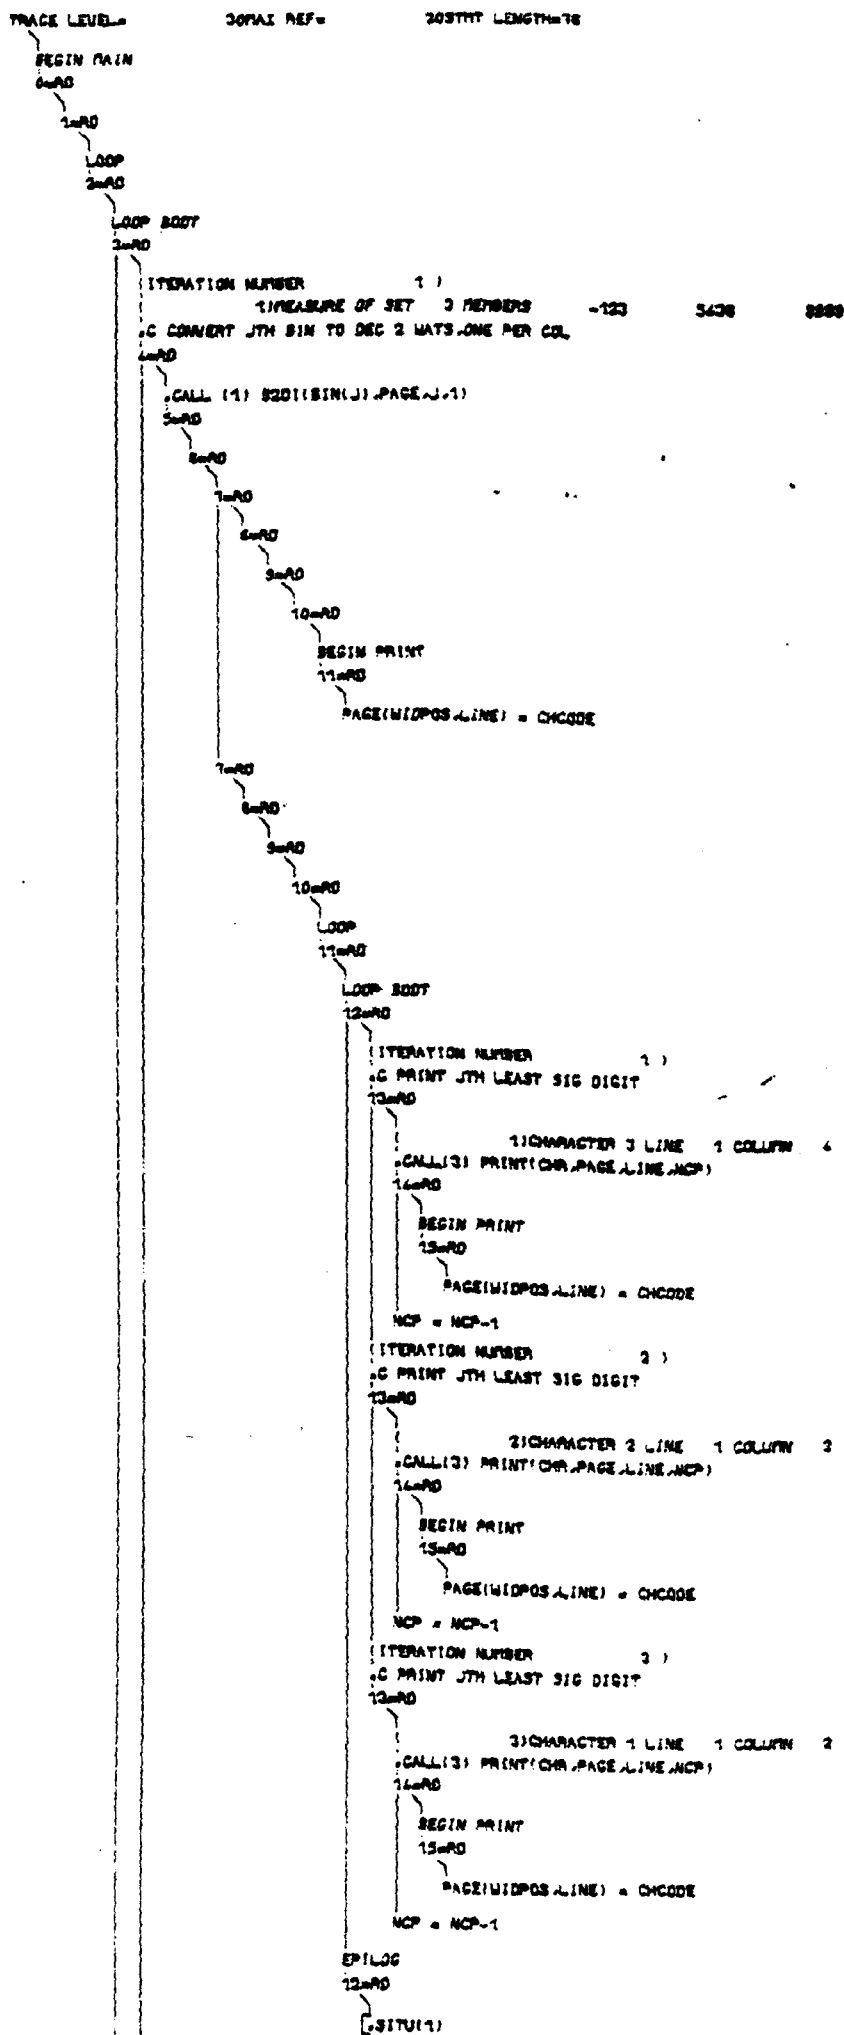 TRACE LEVEL= 30MAX REF= 20STMT LENGTH=78
BEGIN MAIN
0=RD
1=RD
LOOP
2=RD
LOOP BODY
3=RD
(ITERATION NUMBER 1 )
1)MEASURE OF SET 3 MEMBERS -123 5438 9999
.C CONVERT JTH BIN TO DEC 2 WAYS.ONE PER COL.
4=RD
.CALL (1) B2DI(BIN(J),PAGE,J,1)
5=RD
6=RD
7=RD
8=RD
9=RD
10=RD
BEGIN PRINT
11=RD
PAGE(WIDPOS,LINE) = CHCODE
7=RD
8=RD
9=RD
10=RD
LOOP
11=RD
LOOP BODY
12=RD
(ITERATION NUMBER 1 )
.C PRINT JTH LEAST SIG DIGIT
13=RD
1)CHARACTER 3 LINE 1 COLUMN 4
.CALL(3) PRINT(CHR,PAGE,LINE,NCP)
14=RD
BEGIN PRINT
15=RD
PAGE(WIDPOS,LINE) = CHCODE
NCP = NCP-1
(ITERATION NUMBER 2 )
.C PRINT JTH LEAST SIG DIGIT
13=RD
2)CHARACTER 2 LINE 1 COLUMN 3
.CALL(3) PRINT(CHR,PAGE,LINE,NCP)
14=RD
BEGIN PRINT
15=RD
PAGE(WIDPOS,LINE) = CHCODE
NCP = NCP-1
(ITERATION NUMBER 3 )
.C PRINT JTH LEAST SIG DIGIT
13=RD
3)CHARACTER 1 LINE 1 COLUMN 2
.CALL(3) PRINT(CHR,PAGE,LINE,NCP)
14=RD
BEGIN PRINT
15=RD
PAGE(WIDPOS,LINE) = CHCODE
NCP = NCP-1
EPILOG
12=RD
.SITU(1)